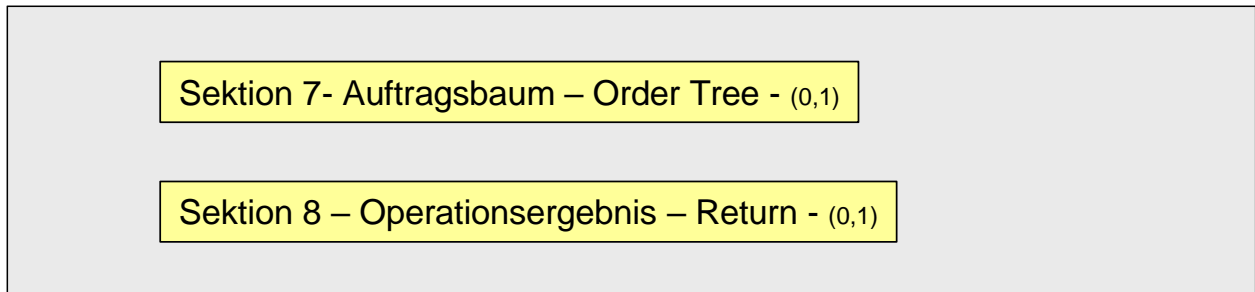 Sektion 7- Auftragsbaum – Order Tree - (0,1)
Sektion 8 – Operationsergebnis – Return - (0,1)